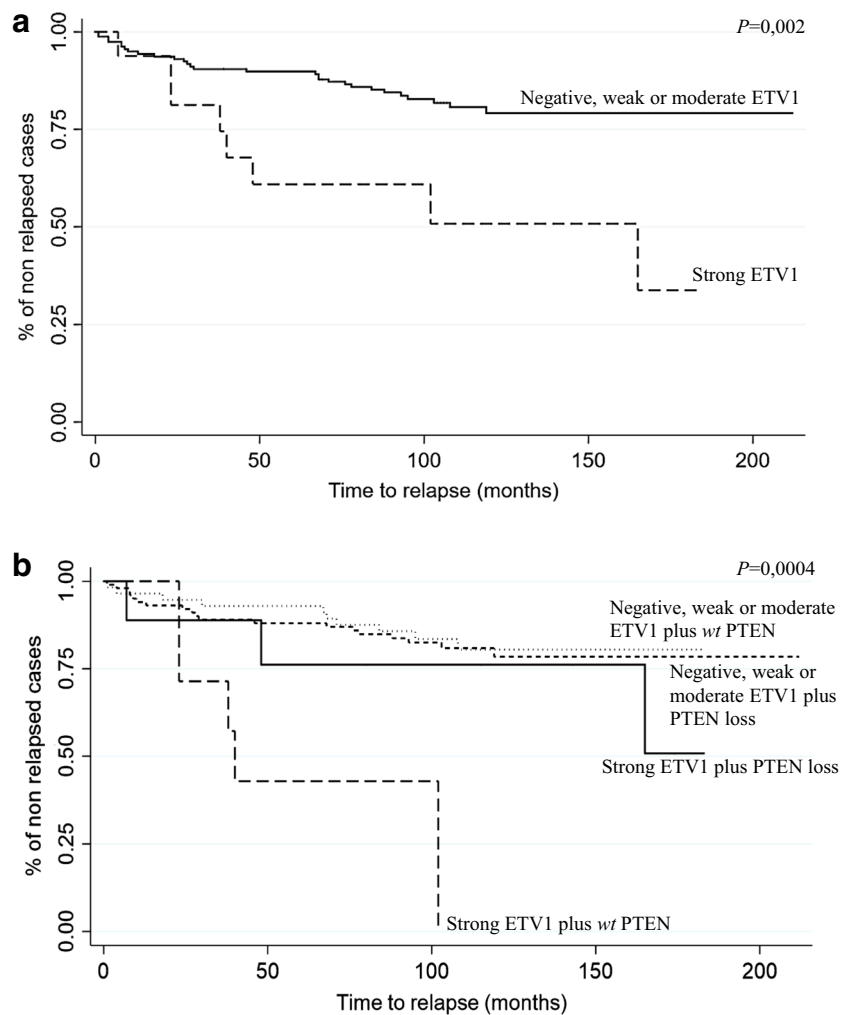 a
P=0,002
1.00
0.75
0.50
0.25
0.00
% of non relapsed cases
Negative, weak or moderate ETV1
Strong ETV1
0 50 100 150 200
Time to relapse (months)
b
P=0,0004
1.00
0.75
0.50
0.25
0.00
% of non relapsed cases
Negative, weak or moderate
ETV1 plus wt PTEN
Negative, weak or
moderate ETV1 plus
PTEN loss
Strong ETV1 plus PTEN loss
Strong ETV1 plus wt PTEN
0 50 100 150 200
Time to relapse (months)